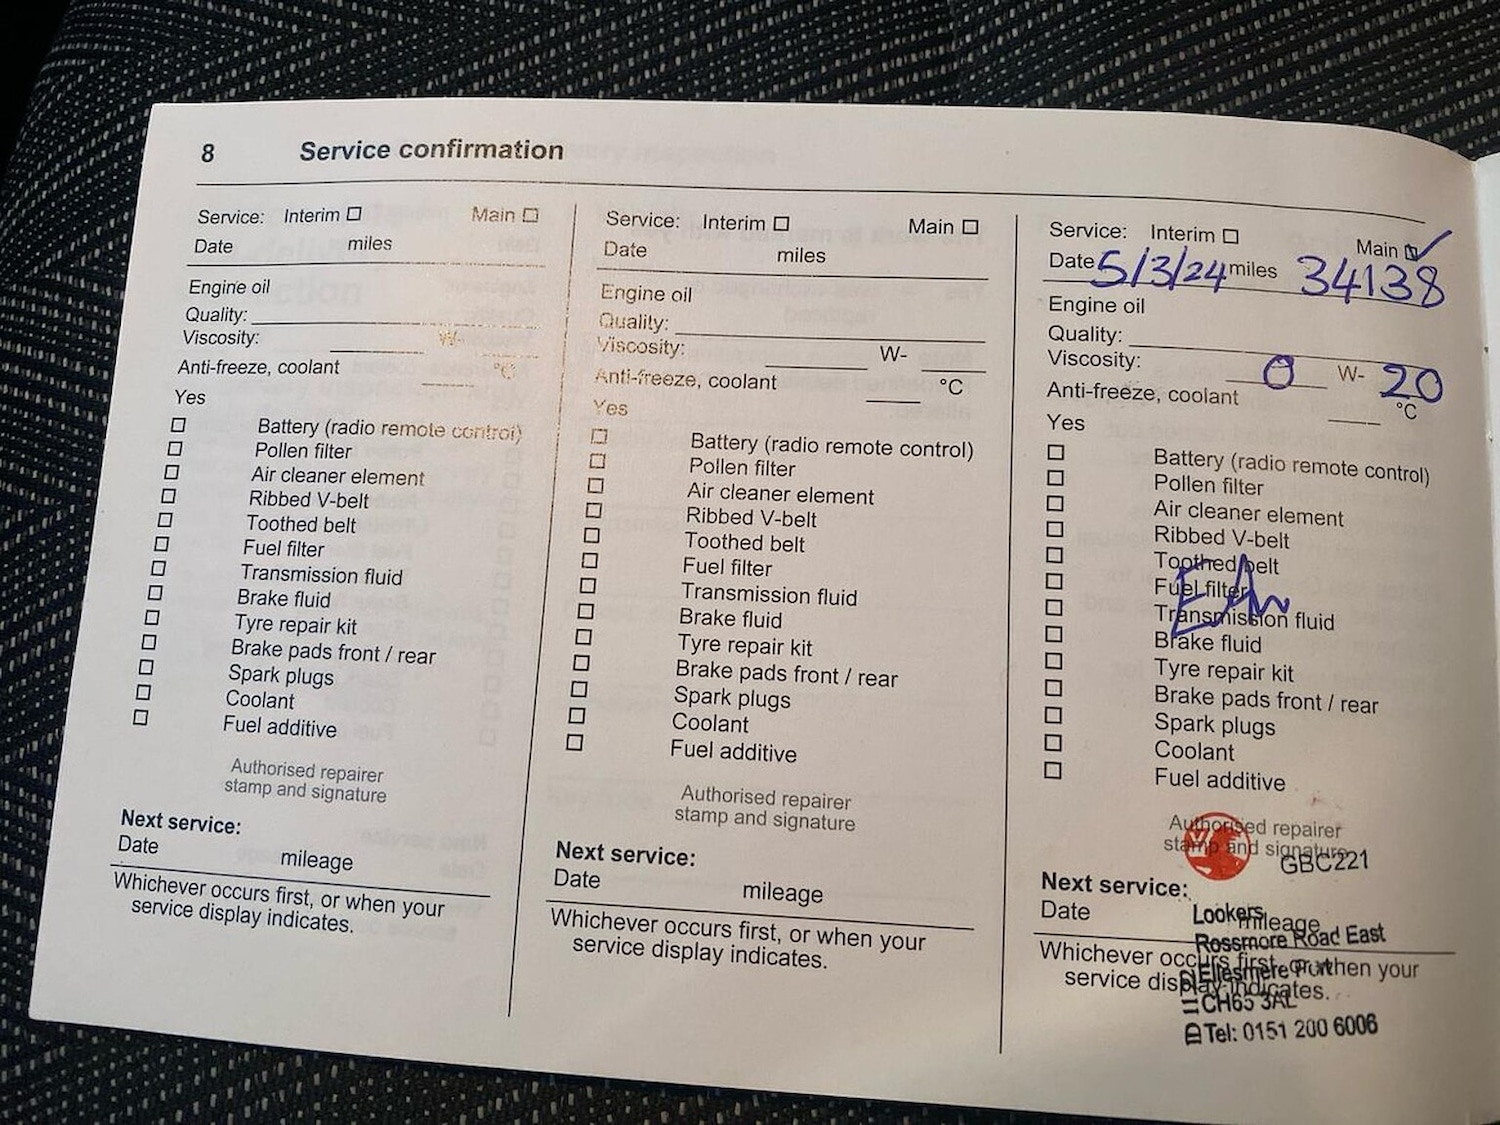 8 Service confirmation
Service: Interim ☐ Main ☐
Date miles
Engine oil
Quality:
Viscosity: W-
Anti-freeze, coolant °C
Yes
☐ Battery (radio remote control)
☐ Pollen filter
☐ Air cleaner element
☐ Ribbed V-belt
☐ Toothed belt
☐ Fuel filter
☐ Transmission fluid
☐ Brake fluid
☐ Tyre repair kit
☐ Brake pads front / rear
☐ Spark plugs
☐ Coolant
☐ Fuel additive
Authorised repairer
stamp and signature
Next service:
Date mileage
Whichever occurs first, or when your
service display indicates.
Service: Interim ☐ Main ☐
Date miles
Engine oil
Quality:
Viscosity: W-
Anti-freeze, coolant °C
Yes
☐ Battery (radio remote control)
☐ Pollen filter
☐ Air cleaner element
☐ Ribbed V-belt
☐ Toothed belt
☐ Fuel filter
☐ Transmission fluid
☐ Brake fluid
☐ Tyre repair kit
☐ Brake pads front / rear
☐ Spark plugs
☐ Coolant
☐ Fuel additive
Authorised repairer
stamp and signature
Next service:
Date mileage
Whichever occurs first, or when your
service display indicates.
Service: Interim ☐ Main ☑
Date 5/3/24 miles 34138
Engine oil
Quality:
Viscosity: 0 W- 20
Anti-freeze, coolant °C
Yes
☐ Battery (radio remote control)
☐ Pollen filter
☐ Air cleaner element
☐ Ribbed V-belt
☐ Toothed belt
☐ Fuel filter
☐ Transmission fluid
☐ Brake fluid
☐ Tyre repair kit
☐ Brake pads front / rear
☐ Spark plugs
☐ Coolant
☐ Fuel additive
Authorised repairer
stamp and signature
GBC221
Next service:
Date mileage
Whichever occurs first, or when your
service display indicates.
Lookers
Rossmore Road East
Ellesmere Port
CH65 3AL
Tel: 0151 200 6006